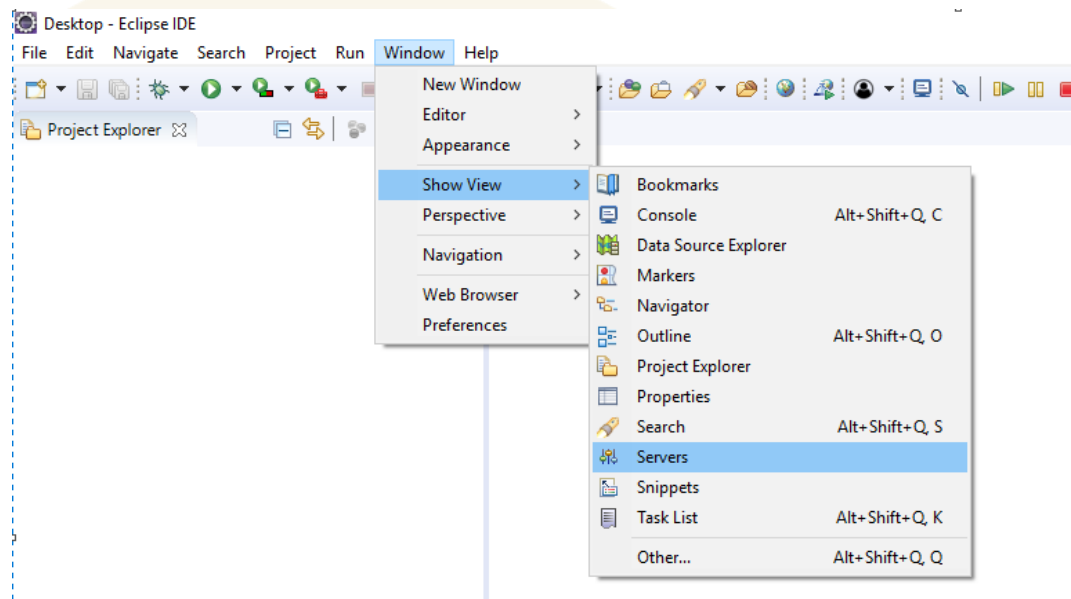 Desktop - Eclipse IDE
File Edit Navigate Search Project Run Window Help
Project Explorer
New Window
Editor
Appearance
Show View
Perspective
Navigation
Web Browser
Preferences
Bookmarks
Console Alt+Shift+Q, C
Data Source Explorer
Markers
Navigator
Outline Alt+Shift+Q, O
Project Explorer
Properties
Search Alt+Shift+Q, S
Servers
Snippets
Task List Alt+Shift+Q, K
Other... Alt+Shift+Q, Q